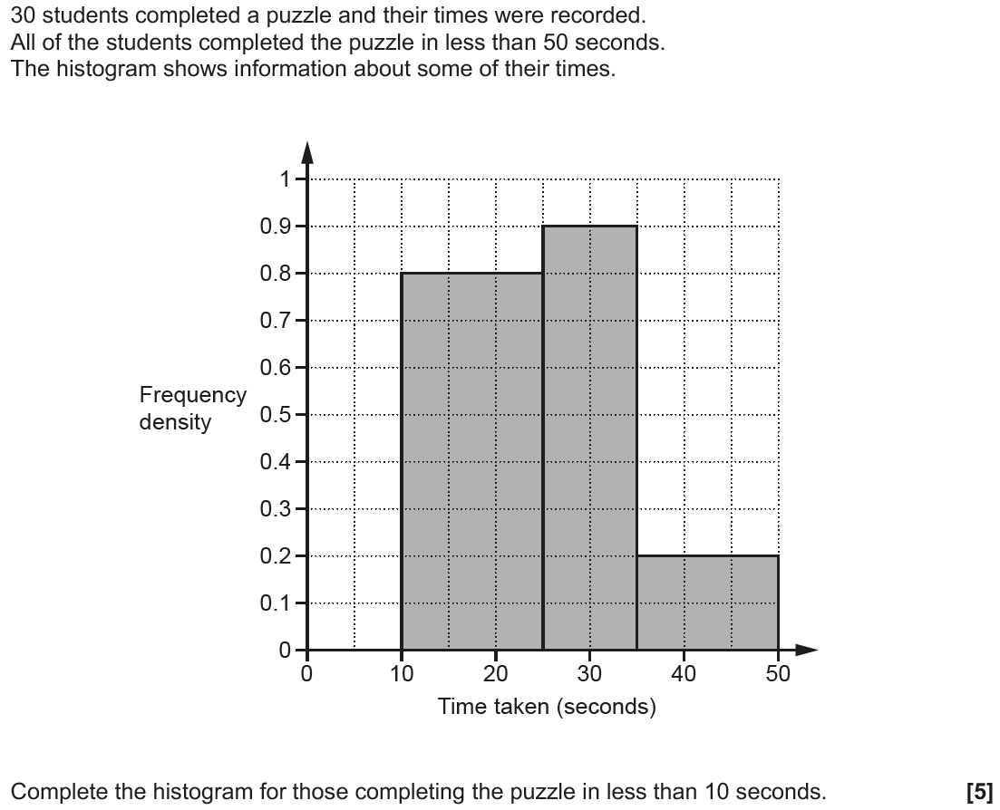 30 students completed a puzzle and their times were recorded.
All of the students completed the puzzle in less than 50 seconds.
The histogram shows information about some of their times.
1
0.9
0.8
0.7
0.6
Frequency
density
0.5
0.4
0.3
0.2
0.1
0
0 10 20 30 40 50
Time taken (seconds)
Complete the histogram for those completing the puzzle in less than 10 seconds. [5]